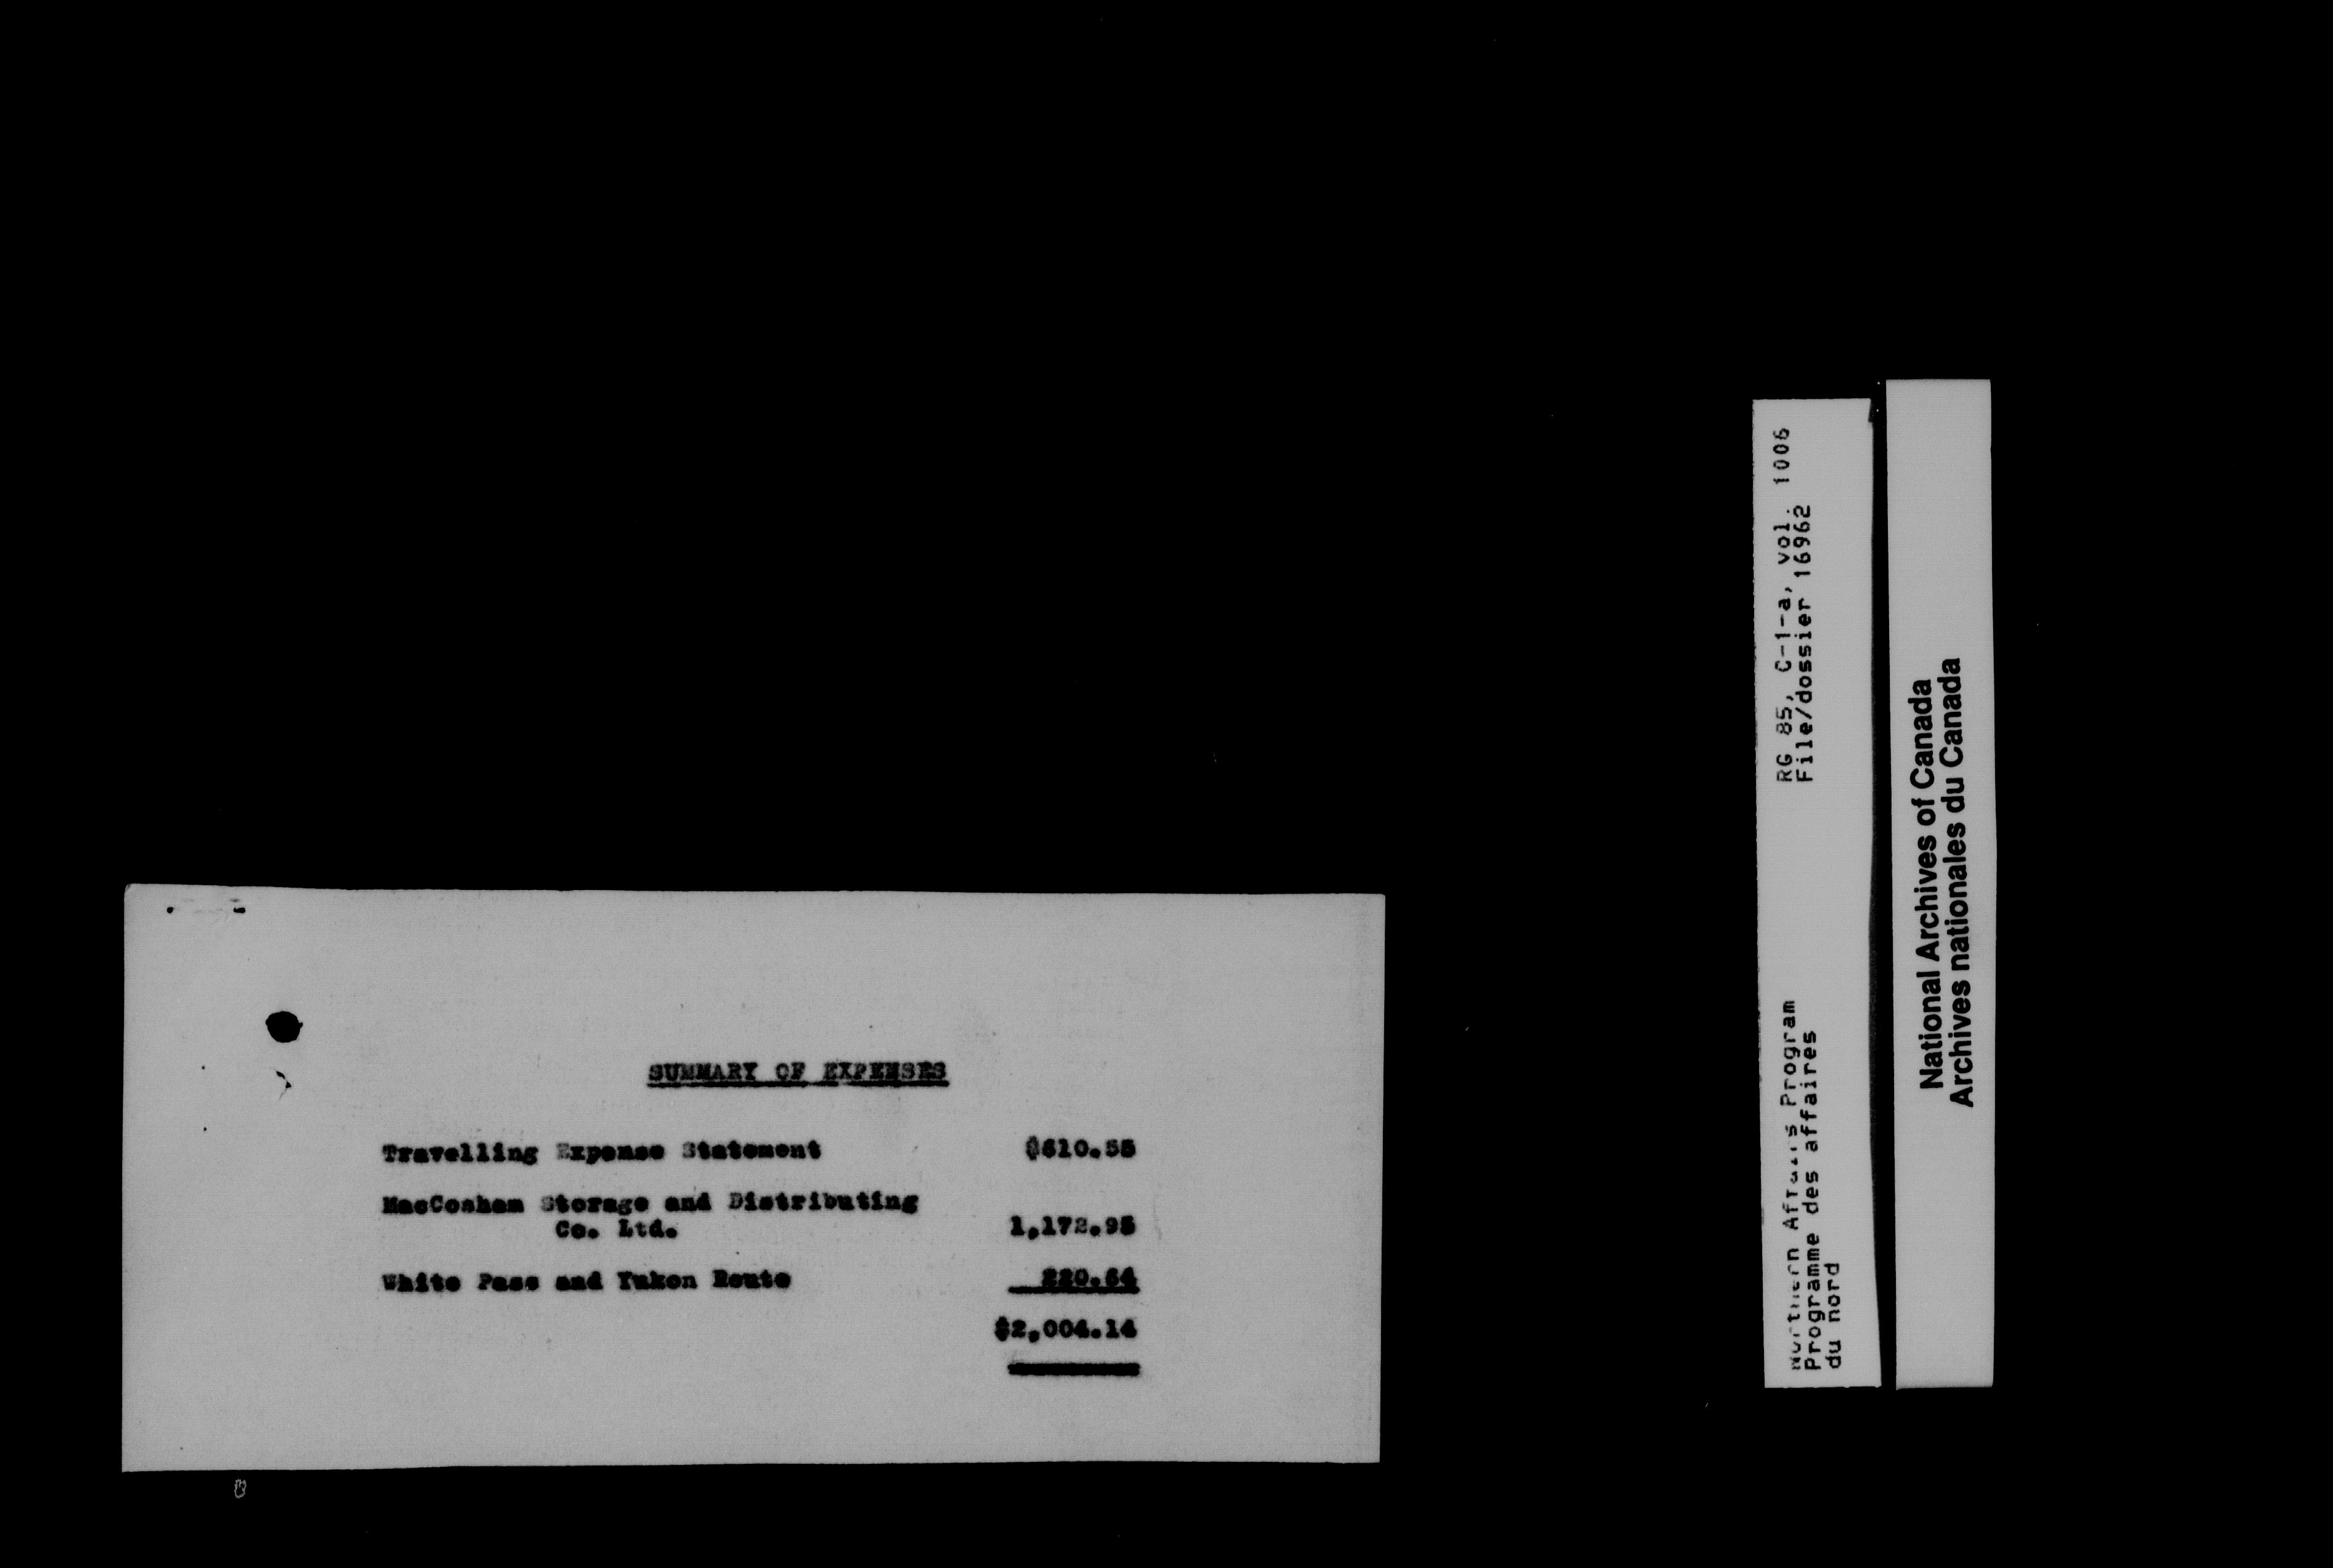 SUMMARY OF EXPENSES
Travelling Expense Statement $610.55
MacCosham Storage and Distributing
Co. Ltd. 1,172.95
White Pass and Yukon Route 220.64
$2,004.14
Northern Affairs Program RG 85, C-1-a, vol. 1006
Programme des affaires File/dossier 16962
du nord
National Archives of Canada
Archives nationales du Canada